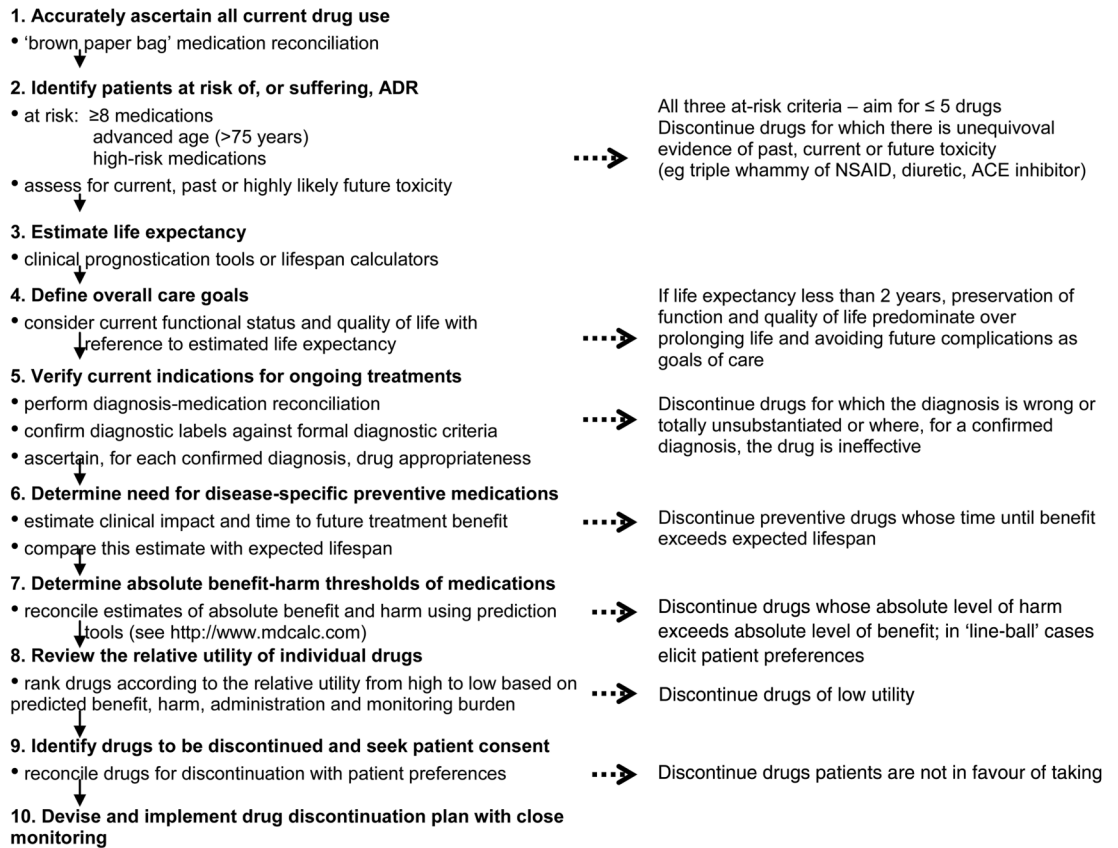 1. Accurately ascertain all current drug use
• ‘brown paper bag’ medication reconciliation
2. Identify patients at risk of, or suffering, ADR
• at risk: ≥8 medications
advanced age (>75 years)
high-risk medications
• assess for current, past or highly likely future toxicity
All three at-risk criteria – aim for ≤ 5 drugs
Discontinue drugs for which there is unequivoval
evidence of past, current or future toxicity
(eg triple whammy of NSAID, diuretic, ACE inhibitor)
3. Estimate life expectancy
• clinical prognostication tools or lifespan calculators
4. Define overall care goals
• consider current functional status and quality of life with
reference to estimated life expectancy
If life expectancy less than 2 years, preservation of
function and quality of life predominate over
prolonging life and avoiding future complications as
goals of care
5. Verify current indications for ongoing treatments
• perform diagnosis-medication reconciliation
• confirm diagnostic labels against formal diagnostic criteria
• ascertain, for each confirmed diagnosis, drug appropriateness
Discontinue drugs for which the diagnosis is wrong or
totally unsubstantiated or where, for a confirmed
diagnosis, the drug is ineffective
6. Determine need for disease-specific preventive medications
• estimate clinical impact and time to future treatment benefit
• compare this estimate with expected lifespan
Discontinue preventive drugs whose time until benefit
exceeds expected lifespan
7. Determine absolute benefit-harm thresholds of medications
• reconcile estimates of absolute benefit and harm using prediction
tools (see http://www.mdcalc.com)
Discontinue drugs whose absolute level of harm
exceeds absolute level of benefit; in ‘line-ball’ cases
elicit patient preferences
8. Review the relative utility of individual drugs
• rank drugs according to the relative utility from high to low based on
predicted benefit, harm, administration and monitoring burden
Discontinue drugs of low utility
9. Identify drugs to be discontinued and seek patient consent
• reconcile drugs for discontinuation with patient preferences
Discontinue drugs patients are not in favour of taking
10. Devise and implement drug discontinuation plan with close
monitoring